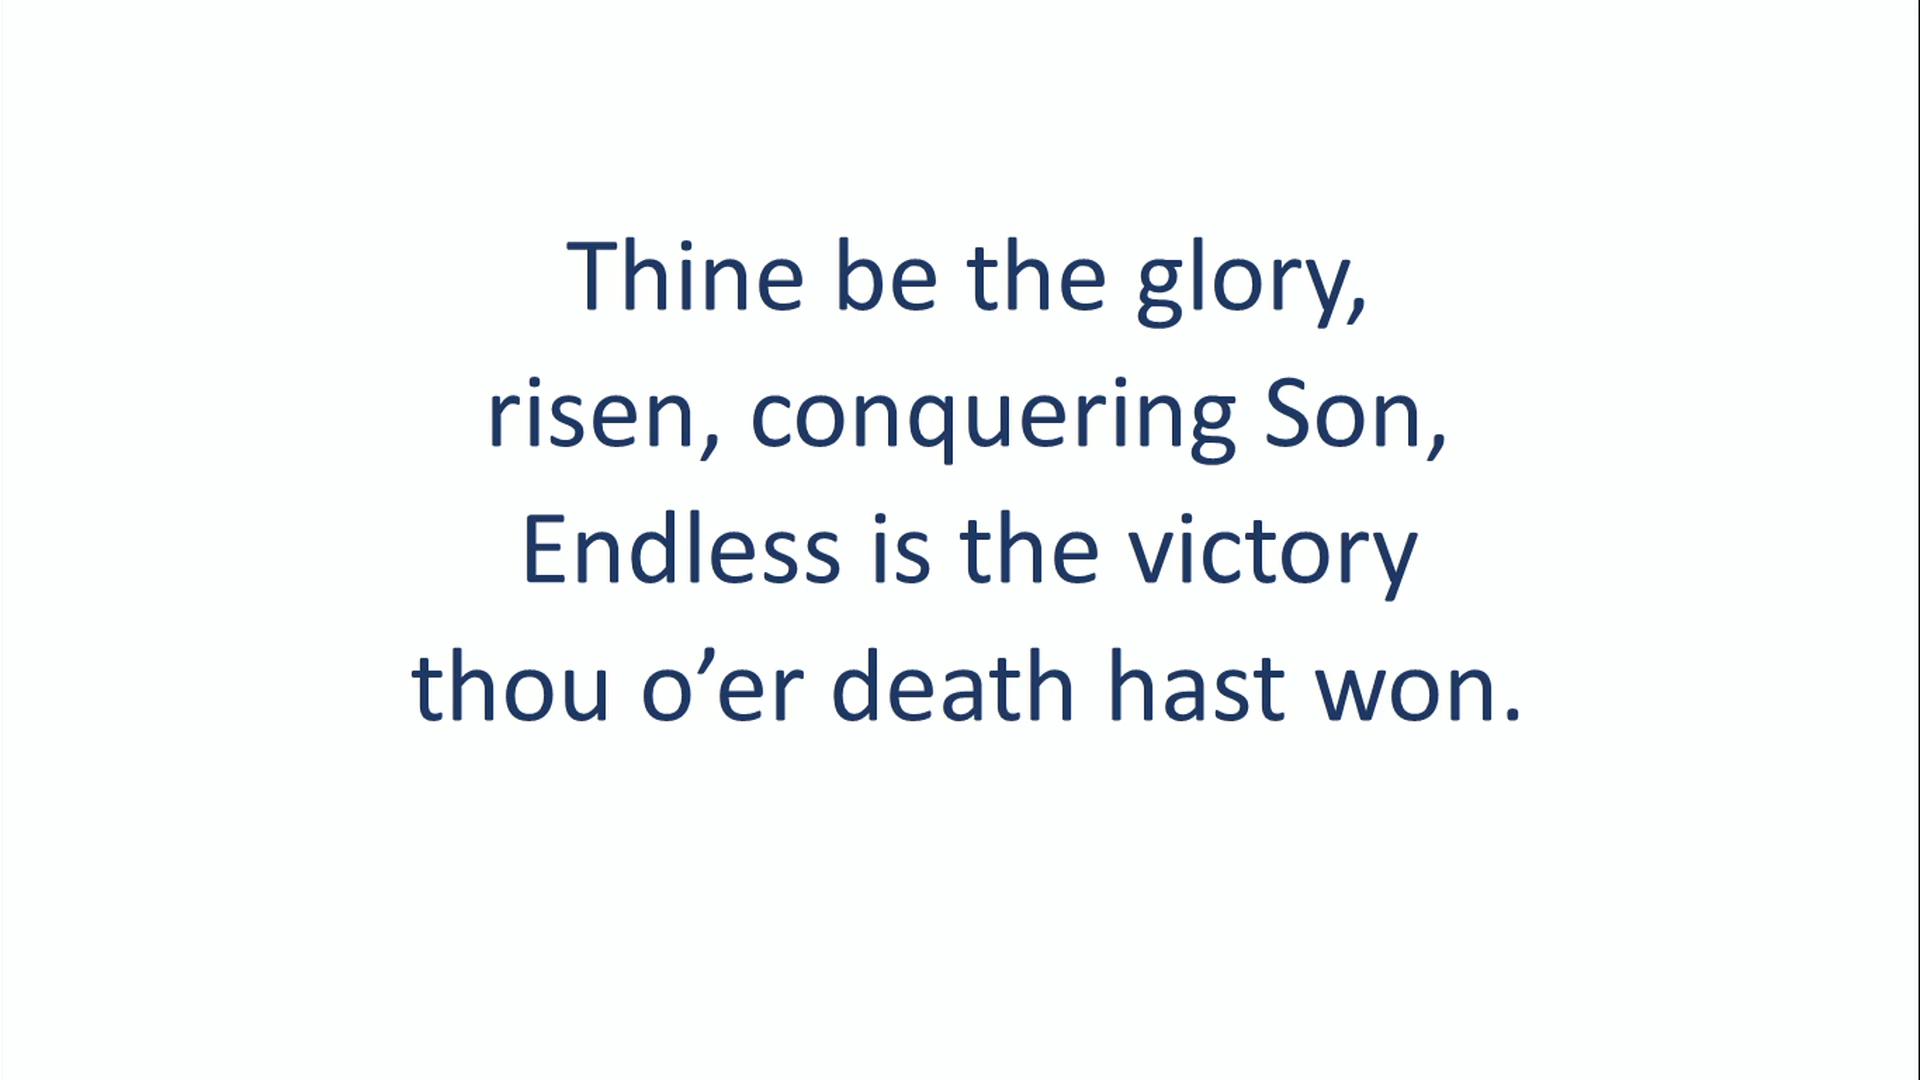 Thine be the glory,
risen, conquering Son,
Endless is the victory
thou o’er death hast won.